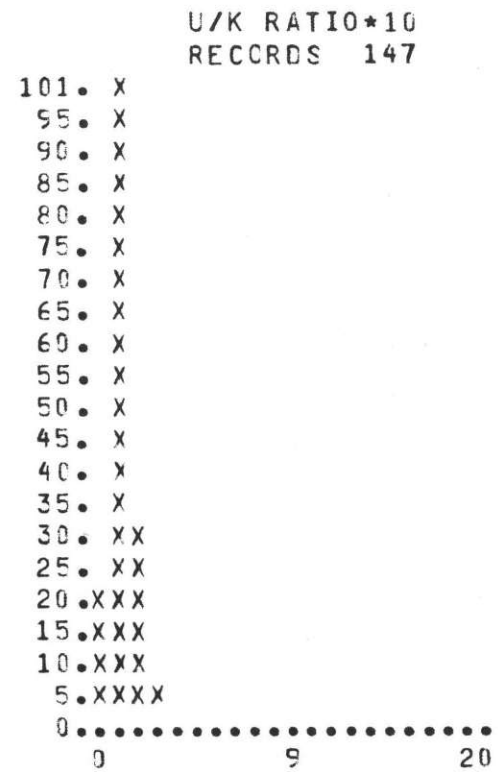 U/K RATIO*10
RECORDS 147
101. X
95. X
90. X
85. X
80. X
75. X
70. X
65. X
60. X
55. X
50. X
45. X
40. X
35. X
30. XX
25. XX
20.XXX
15.XXX
10.XXX
5.XXXX
0.....................
0 9 20